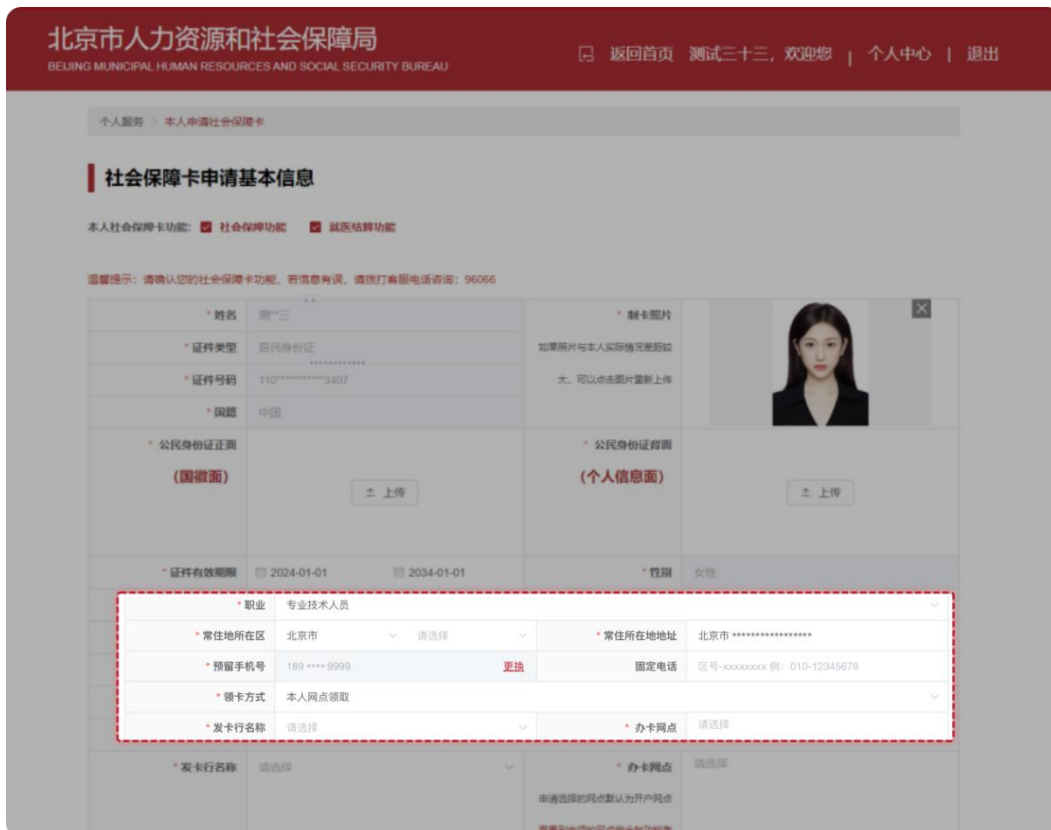 北京市人力资源和社会保障局
BEIJING MUNICIPAL HUMAN RESOURCES AND SOCIAL SECURITY BUREAU
返回首页 测试三十三，欢迎您 | 个人中心 | 退出
个人服务 > 本人申请社会保障卡
社会保障卡申请基本信息
本人社会保障卡功能: 社会保障功能 就医结算功能
温馨提示：请确认您的社会保障卡功能，若信息有误，请拨打客服电话咨询：96066
* 姓名 测**三 * 制卡照片
* 证件类型 居民身份证 如果照片与本人实际情况差距较
* 证件号码 110************3407 大，可以点击图片重新上传
* 国籍 中国
* 公民身份证正面 * 公民身份证背面
（国徽面） （个人信息面）
上传 上传
* 证件有效期限 2024-01-01 2034-01-01 * 性别 女性
* 职业 专业技术人员
* 常住地所在区 北京市 请选择 * 常住所在地地址 北京市 *****************
* 预留手机号 189 **** 9999 更换 固定电话 区号-xxxxxxxx 例：010-12345678
* 领卡方式 本人网点领取
* 发卡行名称 请选择 * 办卡网点 请选择
* 发卡行名称 请选择 * 办卡网点 请选择
申请选择的网点默认为开户网点